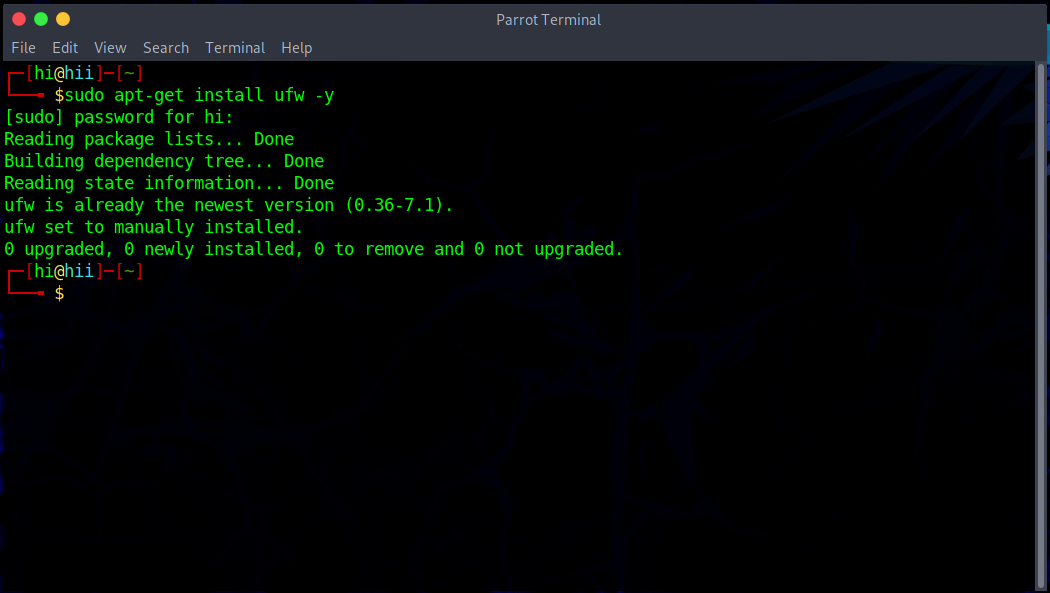 Parrot Terminal
File Edit View Search Terminal Help
┌─[hi@hii]─[~]
└──╼ $sudo apt-get install ufw -y
[sudo] password for hi:
Reading package lists... Done
Building dependency tree... Done
Reading state information... Done
ufw is already the newest version (0.36-7.1).
ufw set to manually installed.
0 upgraded, 0 newly installed, 0 to remove and 0 not upgraded.
┌─[hi@hii]─[~]
└──╼ $